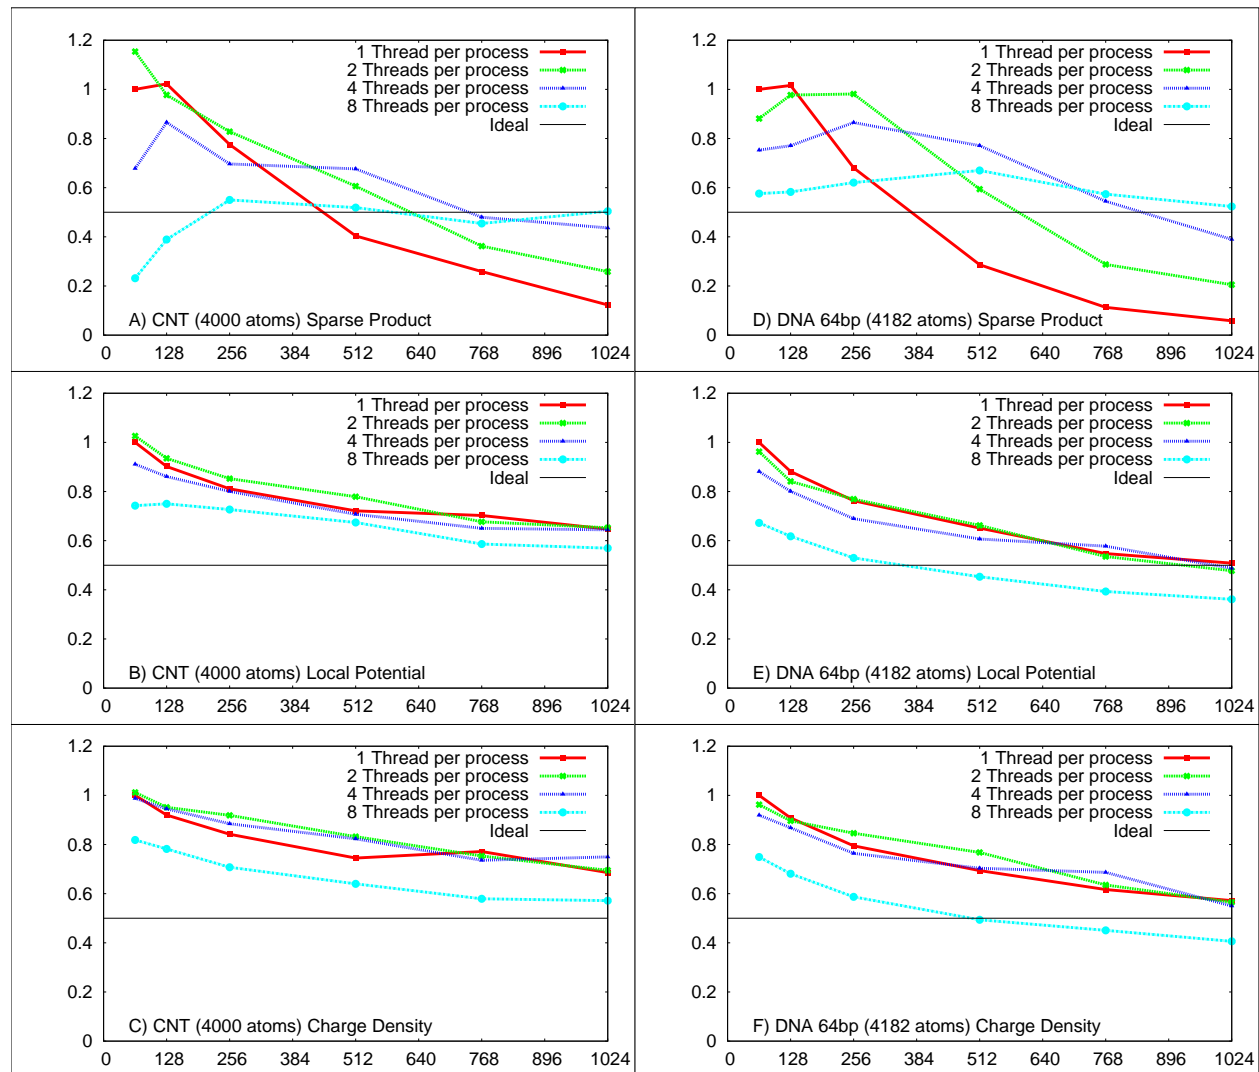 1.2
1
0.8
0.6
0.4
0.2
0
1 Thread per process
2 Threads per process
4 Threads per process
8 Threads per process
Ideal
A) CNT (4000 atoms) Sparse Product
0 128 256 384 512 640 768 896 1024
1.2
1
0.8
0.6
0.4
0.2
0
1 Thread per process
2 Threads per process
4 Threads per process
8 Threads per process
Ideal
D) DNA 64bp (4182 atoms) Sparse Product
0 128 256 384 512 640 768 896 1024
1.2
1
0.8
0.6
0.4
0.2
0
1 Thread per process
2 Threads per process
4 Threads per process
8 Threads per process
Ideal
B) CNT (4000 atoms) Local Potential
0 128 256 384 512 640 768 896 1024
1.2
1
0.8
0.6
0.4
0.2
0
1 Thread per process
2 Threads per process
4 Threads per process
8 Threads per process
Ideal
E) DNA 64bp (4182 atoms) Local Potential
0 128 256 384 512 640 768 896 1024
1.2
1
0.8
0.6
0.4
0.2
0
1 Thread per process
2 Threads per process
4 Threads per process
8 Threads per process
Ideal
C) CNT (4000 atoms) Charge Density
0 128 256 384 512 640 768 896 1024
1.2
1
0.8
0.6
0.4
0.2
0
1 Thread per process
2 Threads per process
4 Threads per process
8 Threads per process
Ideal
F) DNA 64bp (4182 atoms) Charge Density
0 128 256 384 512 640 768 896 1024